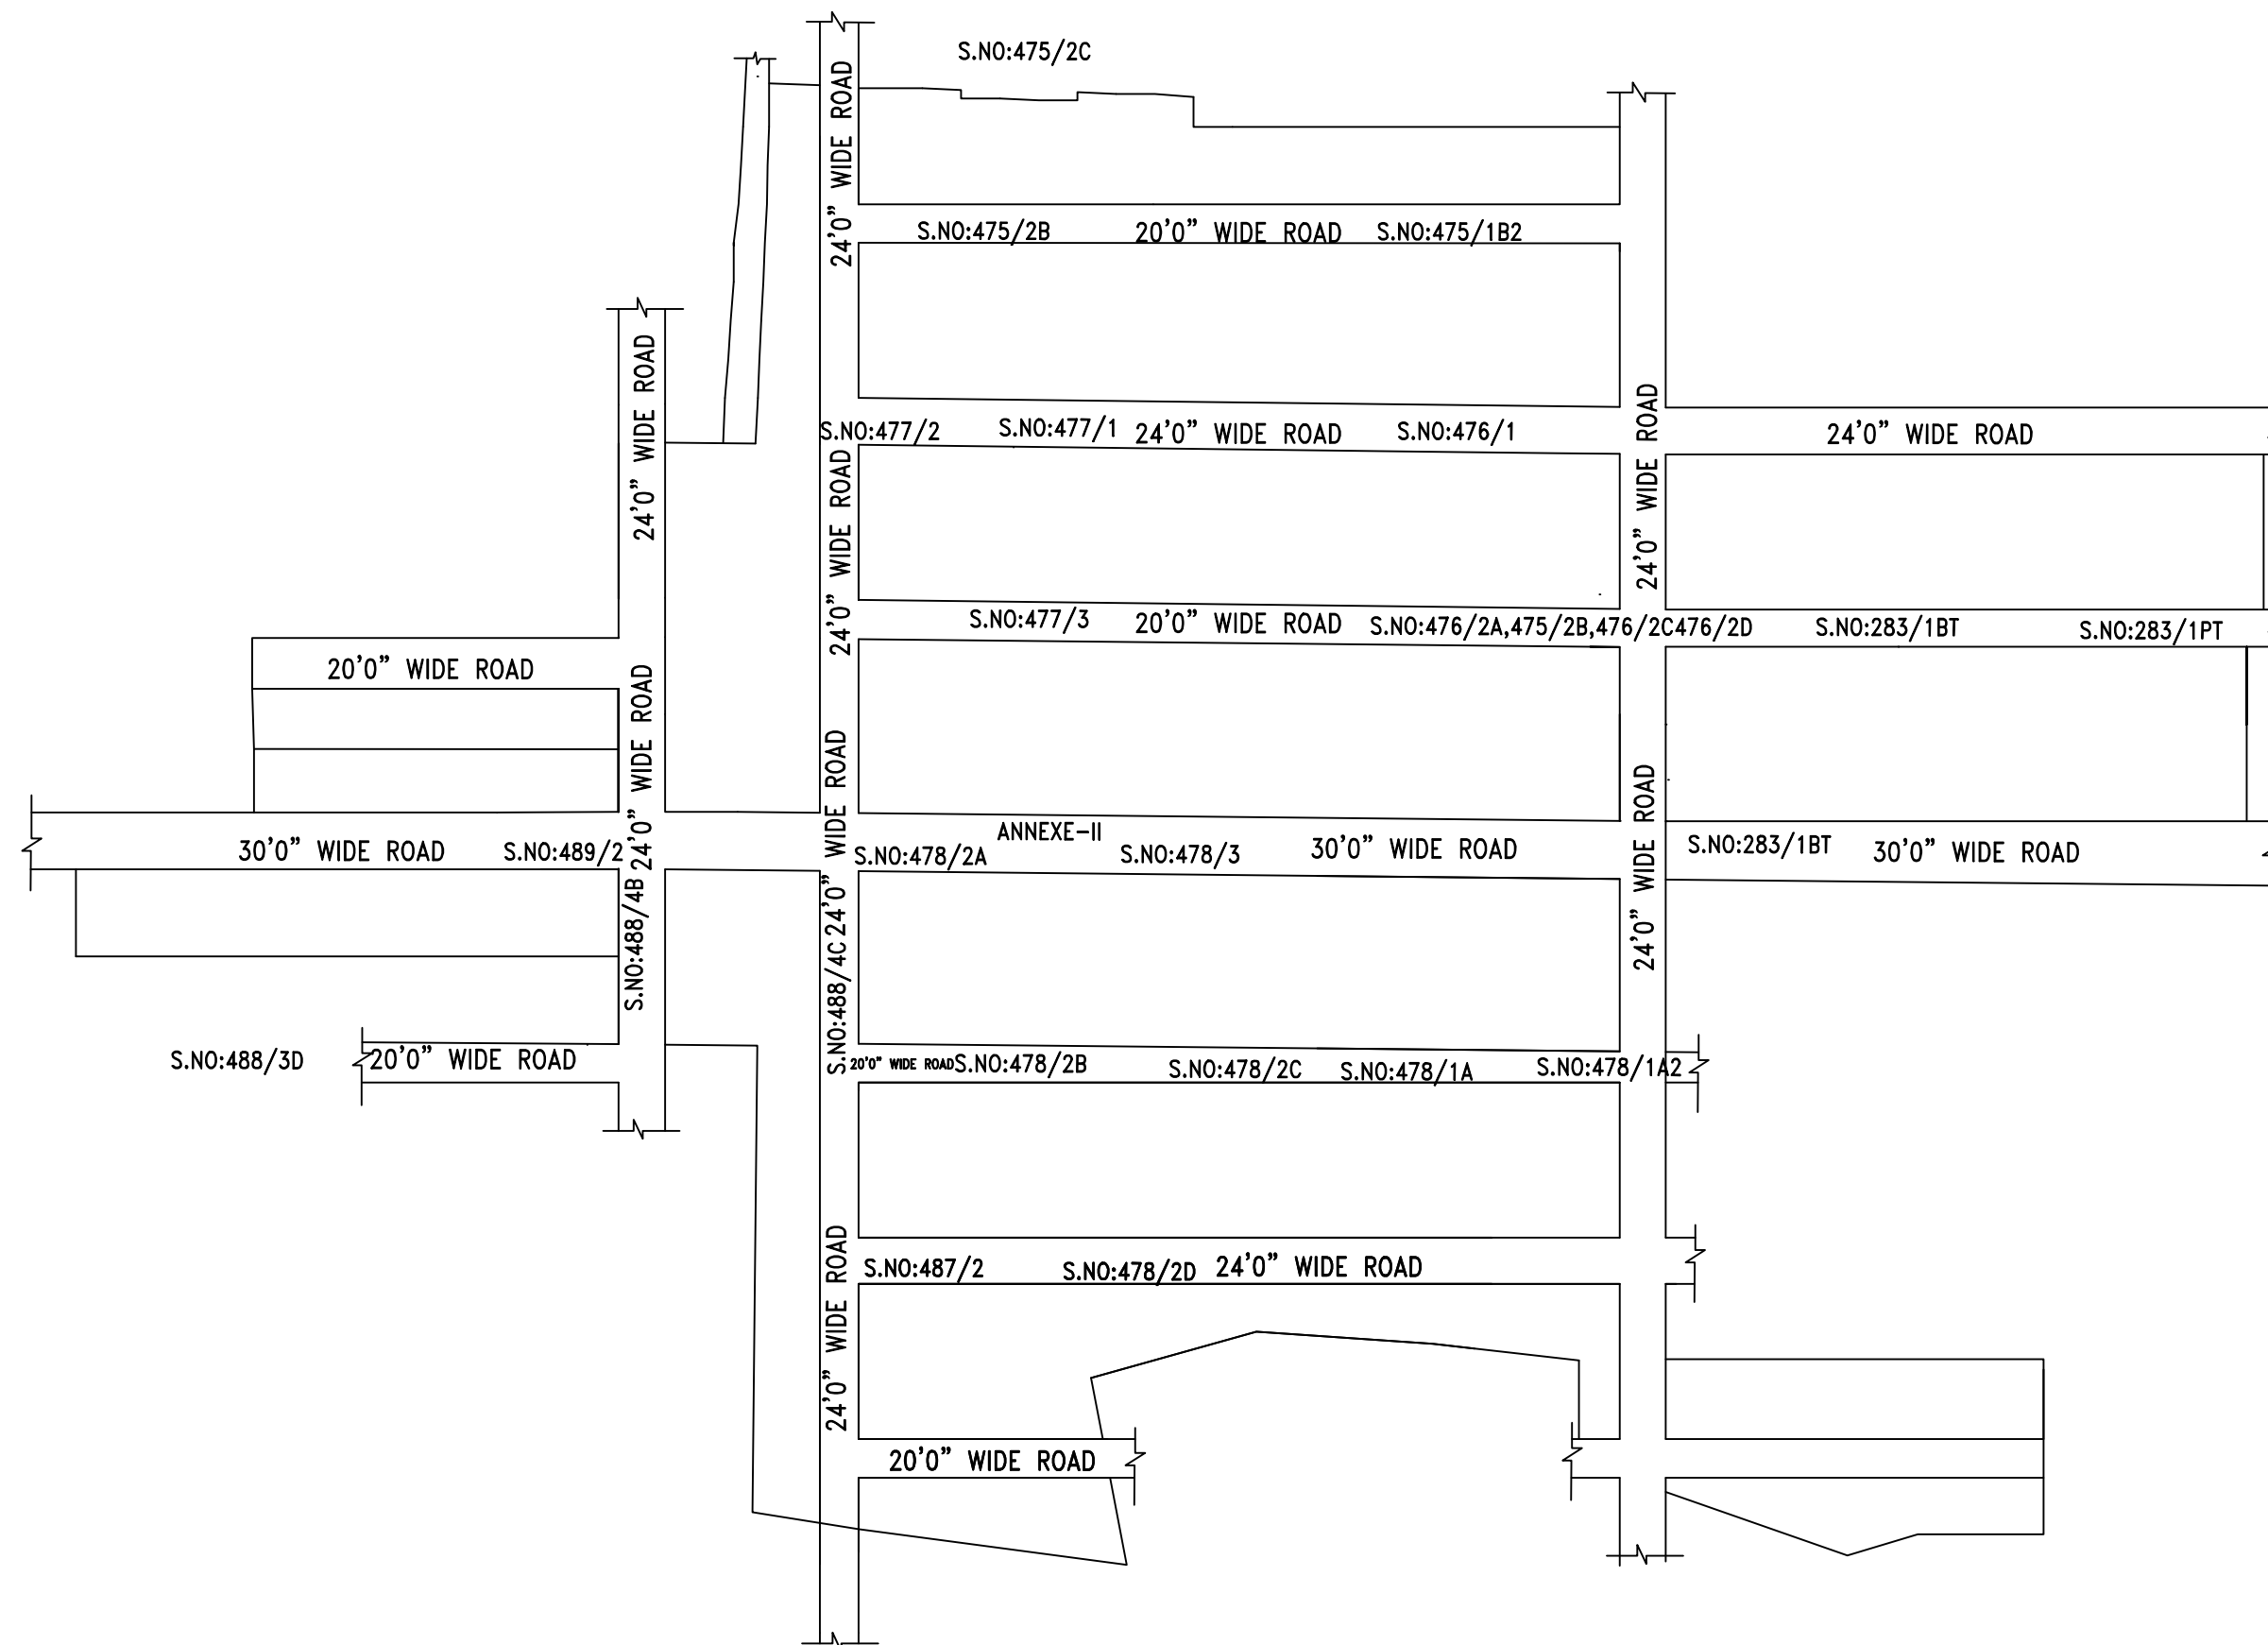 S.NO:475/2C
24'0" WIDE ROAD
S.NO:475/2B 20'0" WIDE ROAD S.NO:475/1B2
24'0" WIDE ROAD
S.NO:477/2 S.NO:477/1 24'0" WIDE ROAD S.NO:476/1
24'0" WIDE ROAD
24'0" WIDE ROAD
24'0" WIDE ROAD
S.NO:477/3 20'0" WIDE ROAD S.NO:476/2A,475/2B,476/2C476/2D S.NO:283/1BT S.NO:283/1PT
20'0" WIDE ROAD
24'0" WIDE ROAD
24'0" WIDE ROAD
24'0" WIDE ROAD
ANNEXE-II
30'0" WIDE ROAD S.NO:489/2 S.NO:478/2A S.NO:478/3 30'0" WIDE ROAD S.NO:283/1BT 30'0" WIDE ROAD
S.NO:488/4B
S.NO:488/4C
S.NO:488/3D 20'0" WIDE ROAD 20'0" WIDE ROAD S.NO:478/2B S.NO:478/2C S.NO:478/1A S.NO:478/1A2
24'0" WIDE ROAD
S.NO:487/2 S.NO:478/2D 24'0" WIDE ROAD
20'0" WIDE ROAD